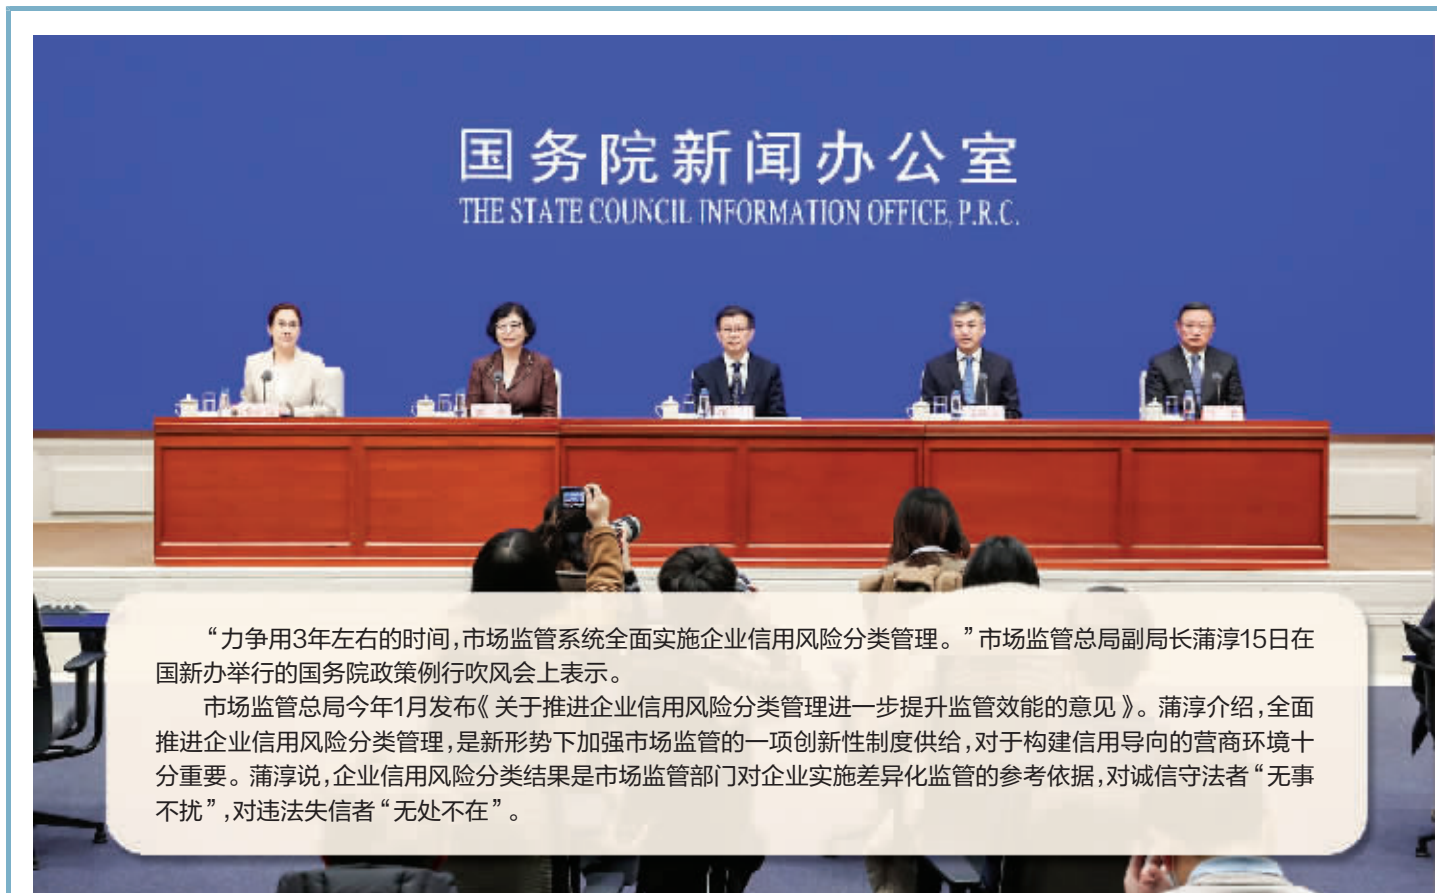 国务院新闻办公室
THE STATE COUNCIL INFORMATION OFFICE, P.R.C.
“力争用3年左右的时间,市场监管系统全面实施企业信用风险分类管理。”市场监管总局副局长蒲淳15日在
国新办举行的国务院政策例行吹风会上表示。
市场监管总局今年1月发布《关于推进企业信用风险分类管理进一步提升监管效能的意见》。蒲淳介绍,全面
推进企业信用风险分类管理,是新形势下加强市场监管的一项创新性制度供给,对于构建信用导向的营商环境十
分重要。蒲淳说,企业信用风险分类结果是市场监管部门对企业实施差异化监管的参考依据,对诚信守法者“无事
不扰”,对违法失信者“无处不在”。